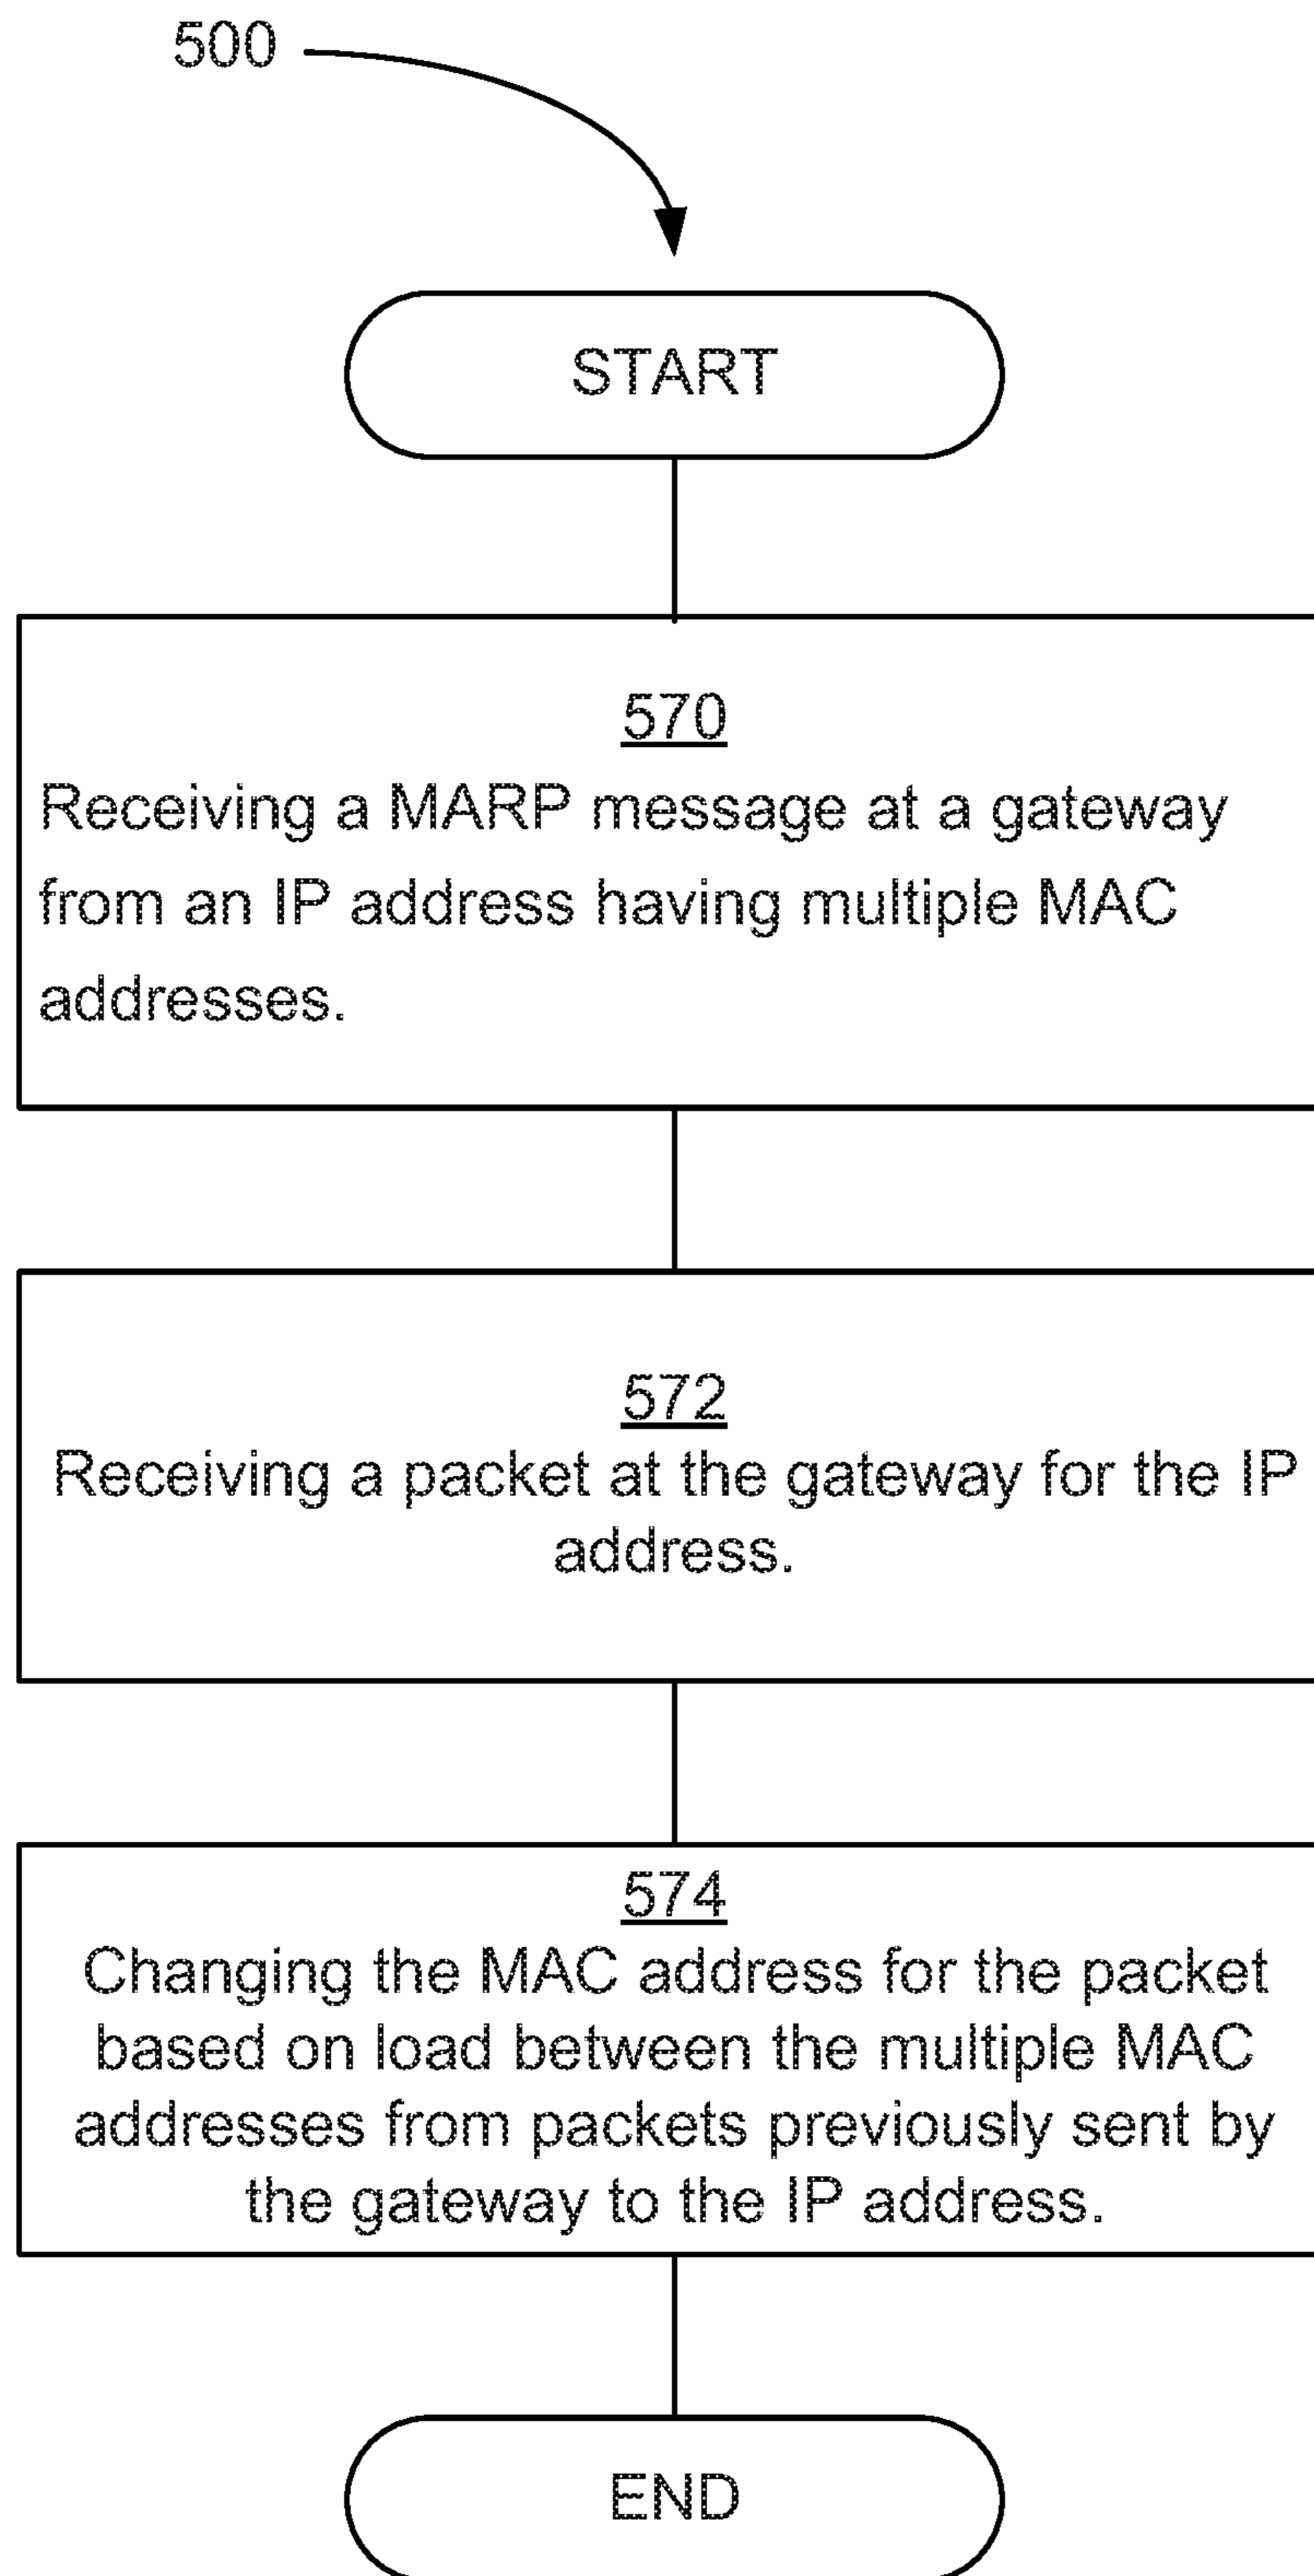 500
START
570
Receiving a MARP message at a gateway
from an IP address having multiple MAC
addresses.
572
Receiving a packet at the gateway for the IP
address.
574
Changing the MAC address for the packet
based on load between the multiple MAC
addresses from packets previously sent by
the gateway to the IP address.
END